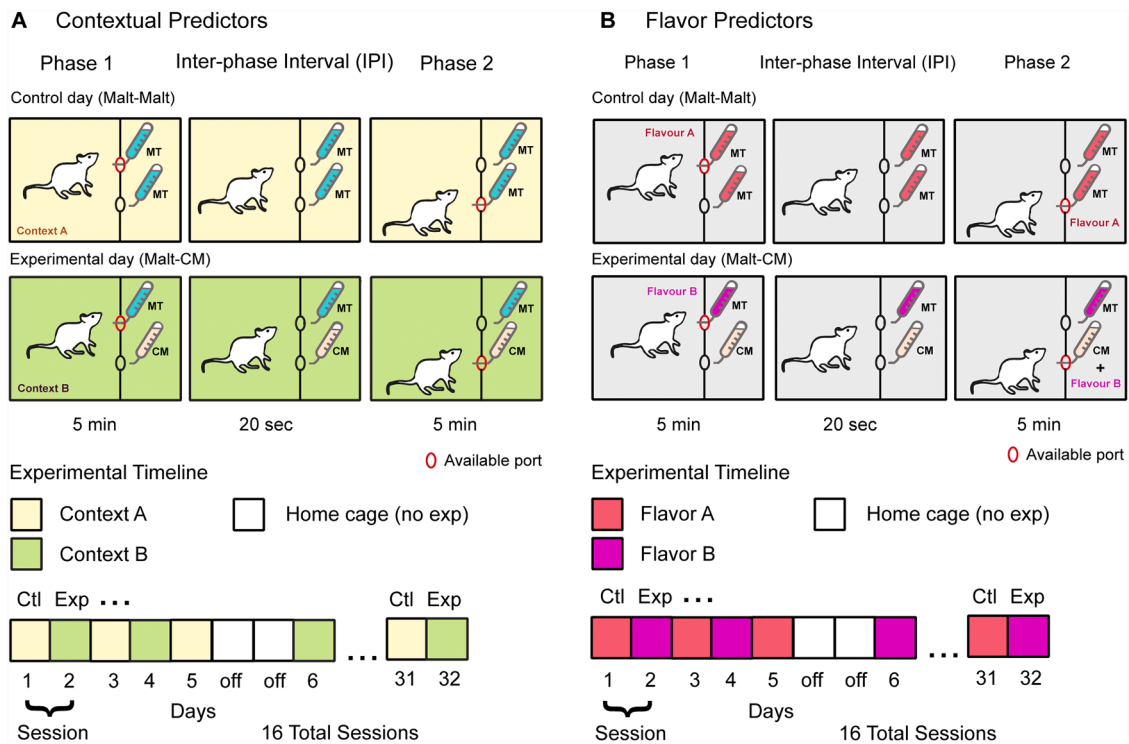 A Contextual Predictors
Phase 1 Inter-phase Interval (IPI) Phase 2
Control day (Malt-Malt)
MT
MT
Context A
MT
MT
MT
MT
Experimental day (Malt-CM)
MT
CM
Context B
MT
CM
MT
CM
5 min 20 sec 5 min
Available port
Experimental Timeline
Context A Home cage (no exp)
Context B
Ctl Exp ... Ctl Exp
...
1 2 3 4 5 off off 6 31 32
Days
Session 16 Total Sessions
B Flavor Predictors
Phase 1 Inter-phase Interval (IPI) Phase 2
Control day (Malt-Malt)
Flavour A
MT
MT
MT
MT
MT
MT
Flavour A
Experimental day (Malt-CM)
Flavour B
MT
CM
MT
CM
MT
CM
+
Flavour B
5 min 20 sec 5 min
Available port
Experimental Timeline
Flavor A Home cage (no exp)
Flavor B
Ctl Exp ... Ctl Exp
...
1 2 3 4 5 off off 6 31 32
Days
Session 16 Total Sessions